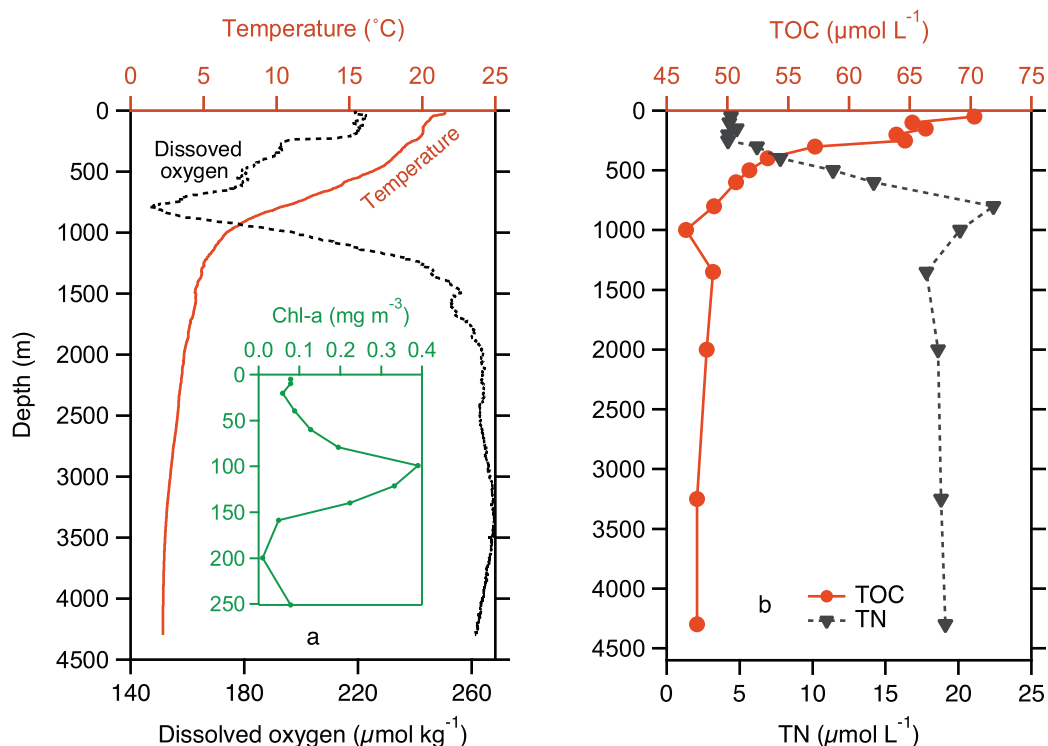 Temperature (˚C)
0 5 10 15 20 25
0
500
1000
1500
2000
2500
3000
3500
4000
4500
Depth (m)
Dissoved
oxygen
Temperature
Chl-a (mg m⁻³)
0.0 0.1 0.2 0.3 0.4
0
50
100
150
200
250
a
140 180 220 260
Dissolved oxygen (µmol kg⁻¹)
TOC (µmol L⁻¹)
45 50 55 60 65 70 75
0
500
1000
1500
2000
2500
3000
3500
4000
4500
b
TOC
TN
0 5 10 15 20 25
TN (µmol L⁻¹)